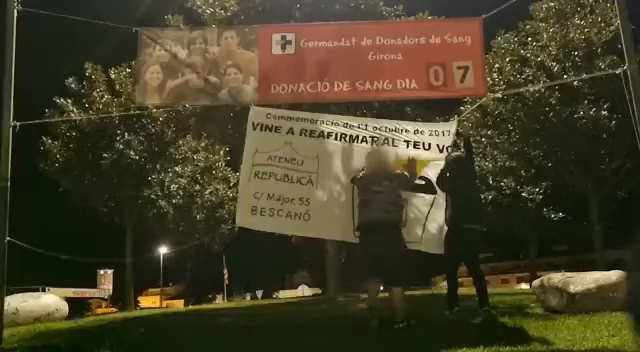 Germandat de Donadors de Sang
Girona
DONACIÓ DE SANG DIA 07
Commemoració de l'1 octubre de 2017
VINE A REAFIRMAR AL TEU VO
ATENEU
REPUBLICÀ
C/ Major, 55
BESCANÓ